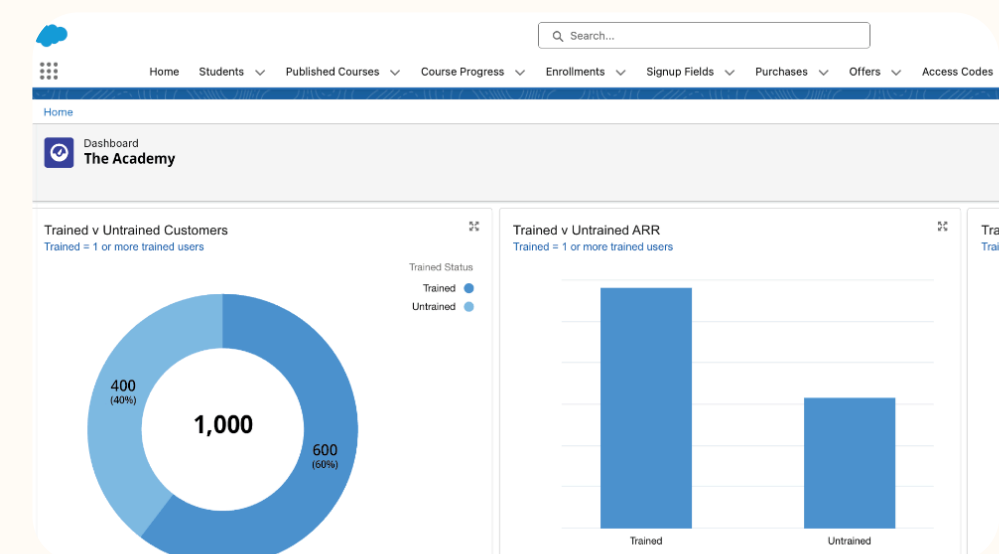 Search...
Home Students Published Courses Course Progress Enrollments Signup Fields Purchases Offers Access Codes
Home
Dashboard
The Academy
Trained v Untrained Customers
Trained = 1 or more trained users
Trained Status
Trained
Untrained
400
(40%)
1,000
600
(60%)
Trained v Untrained ARR
Trained = 1 or more trained users
Trained
Untrained